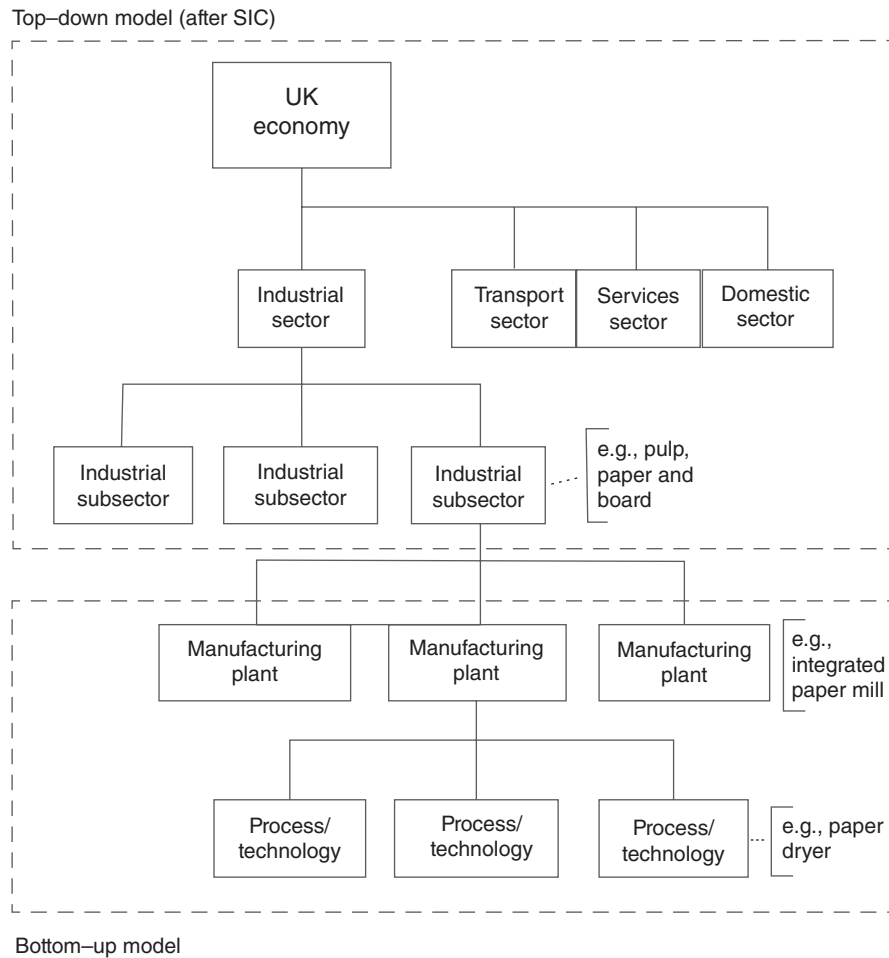 Top–down model (after SIC)
UK
economy
Industrial
sector
Transport
sector
Services
sector
Domestic
sector
Industrial
subsector
Industrial
subsector
Industrial
subsector
e.g., pulp,
paper and
board
Manufacturing
plant
Manufacturing
plant
Manufacturing
plant
e.g.,
integrated
paper mill
Process/
technology
Process/
technology
Process/
technology
e.g., paper
dryer
Bottom–up model